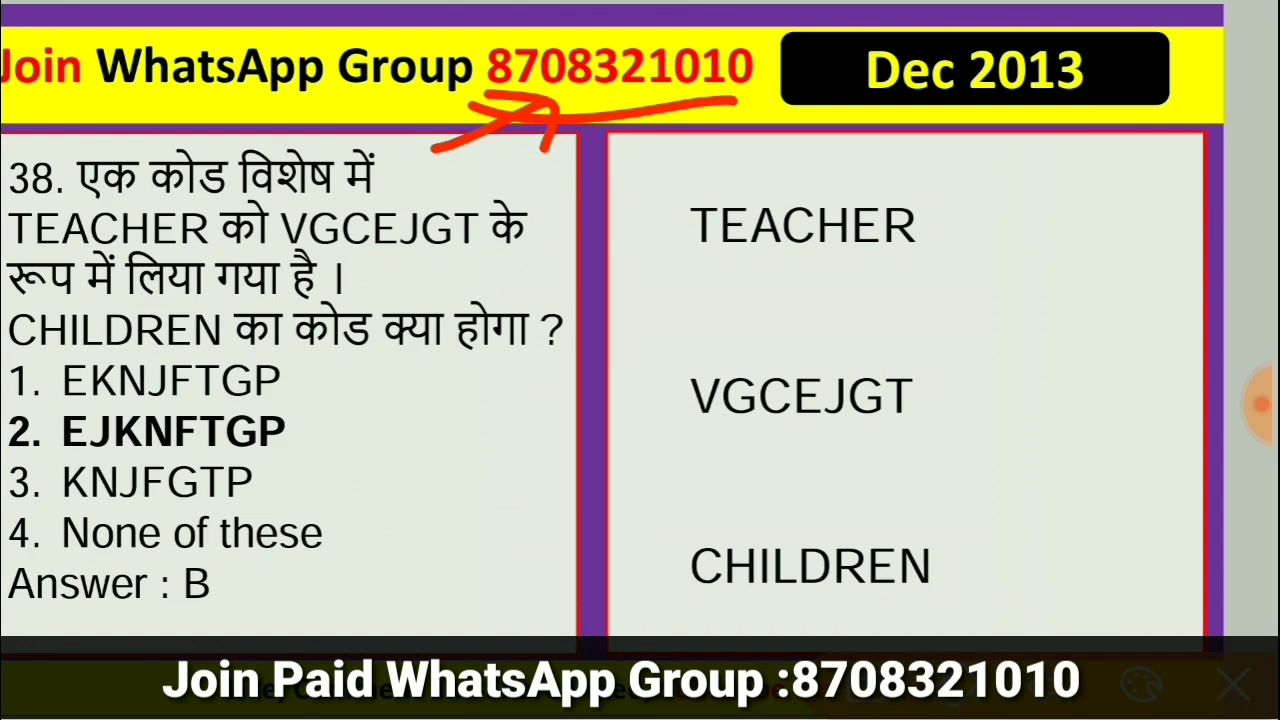 Join WhatsApp Group 8708321010
Dec 2013
38. एक कोड विशेष में
TEACHER को VGCEJGT के
रूप में लिया गया है ।
CHILDREN का कोड क्या होगा ?
1. EKNJFTGP
2. EJKNFTGP
3. KNJFGTP
4. None of these
Answer : B
TEACHER
VGCEJGT
CHILDREN
Join Paid WhatsApp Group :8708321010